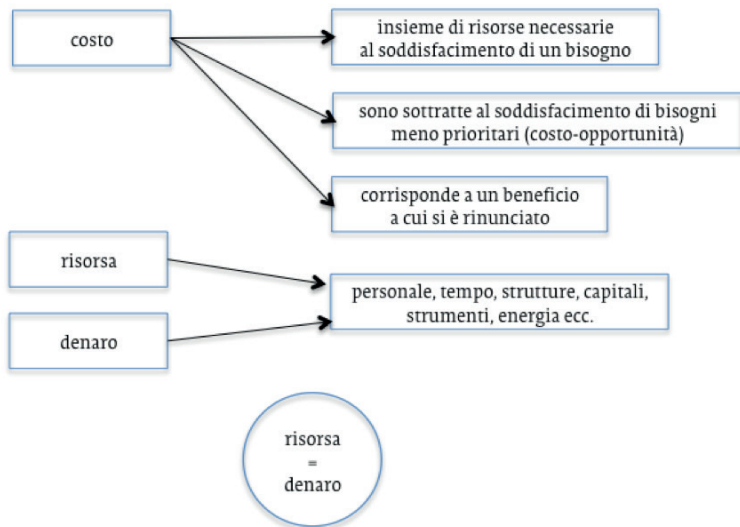 costo
insieme di risorse necessarie
al soddisfacimento di un bisogno
sono sottratte al soddisfacimento di bisogni
meno prioritari (costo-opportunità)
corrisponde a un beneficio
a cui si è rinunciato
risorsa
personale, tempo, strutture, capitali,
strumenti, energia ecc.
denaro
risorsa
=
denaro